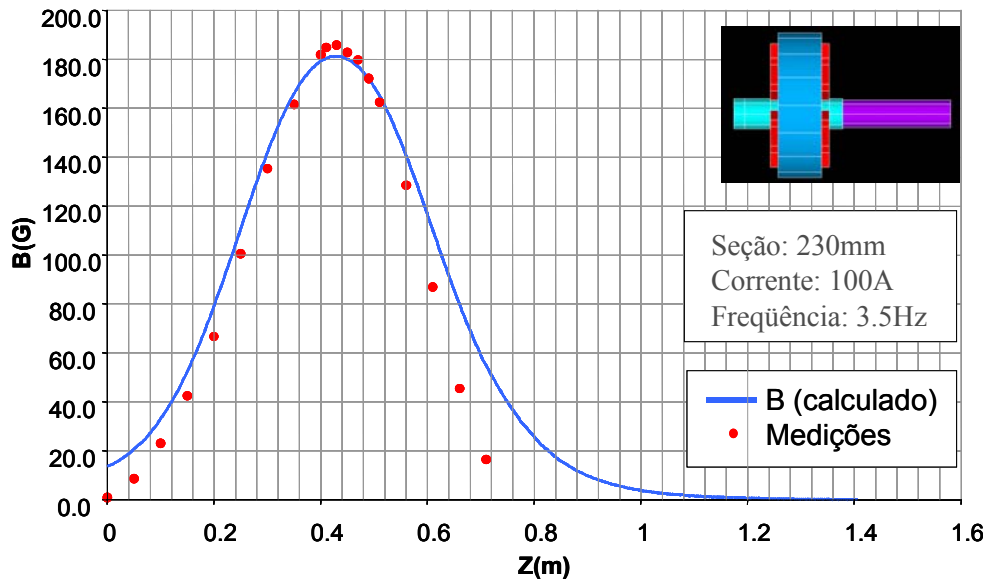 200.0
180.0
160.0
140.0
120.0
100.0
80.0
60.0
40.0
20.0
0.0
B(G)
0 0.2 0.4 0.6 0.8 1 1.2 1.4 1.6
Z(m)
Seção: 230mm
Corrente: 100A
Freqüência: 3.5Hz
B (calculado)
Medições